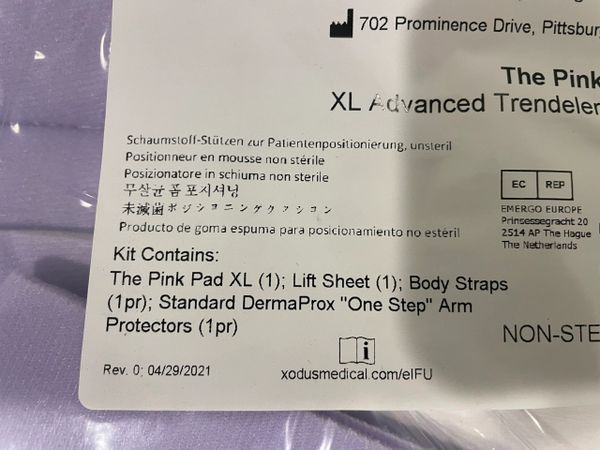 702 Prominence Drive, Pittsbur
The Pink
XL Advanced Trendeler
Schaumstoff-Stützen zur Patientenpositionierung, unsteril
Positionneur en mousse non stérile
Posizionatore in schiuma non sterile
무살균 폼 포시셔닝
未滅菌ポジショニングクッション
Producto de goma espuma para posicionamiento no estéril
EC REP
EMERGO EUROPE
Prinsessegracht 20
2514 AP The Hague
The Netherlands
Kit Contains:
The Pink Pad XL (1); Lift Sheet (1); Body Straps
(1pr); Standard DermaProx "One Step" Arm
Protectors (1pr)
NON-STE
i
Rev. 0; 04/29/2021
xodusmedical.com/eIFU